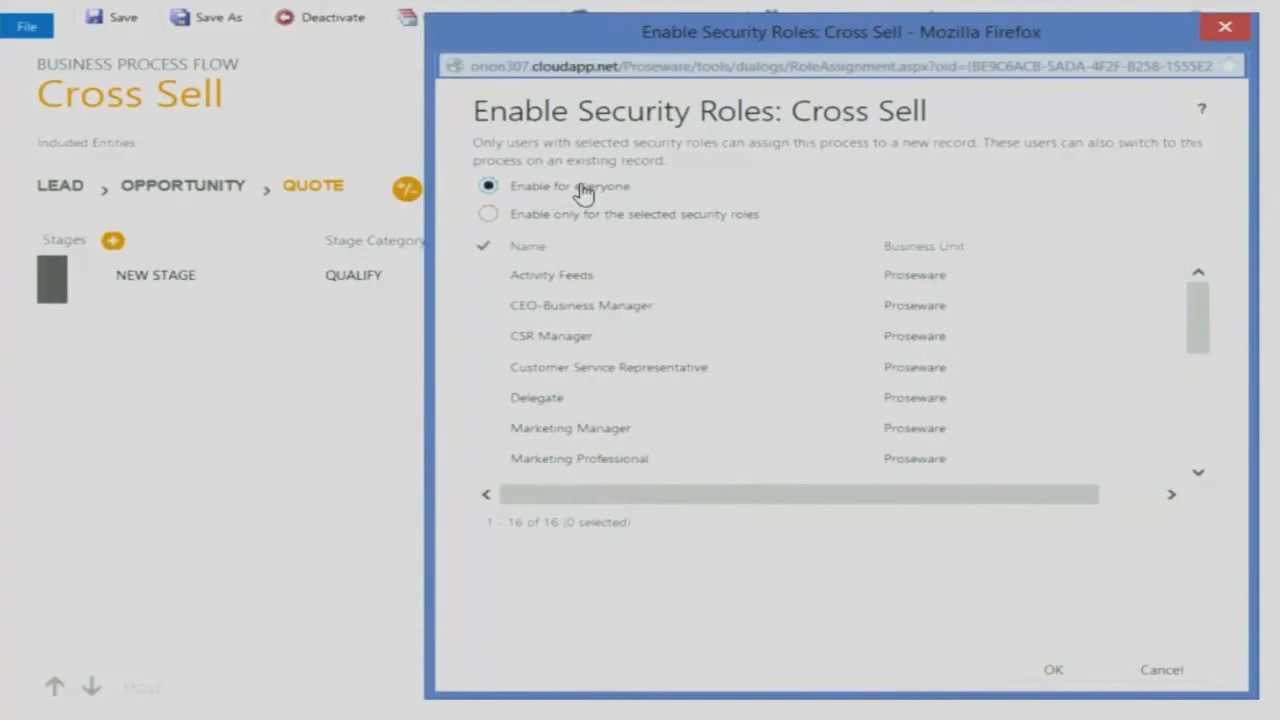 File
Save
Save As
Deactivate
BUSINESS PROCESS FLOW
Cross Sell
Included Entities
LEAD > OPPORTUNITY > QUOTE
Stages
Stage Category
NEW STAGE
QUALIFY
Enable Security Roles: Cross Sell - Mozilla Firefox
orion307.cloudapp.net/Proseware/tools/dialogs/RoleAssignment.aspx?oid={BE9C6ACB-5ADA-4F2F-B258-1555E2
Enable Security Roles: Cross Sell
?
Only users with selected security roles can assign this process to a new record. These users can also switch to this
process on an existing record.
Enable for everyone
Enable only for the selected security roles
Name Business Unit
Activity Feeds Proseware
CEO-Business Manager Proseware
CSR Manager Proseware
Customer Service Representative Proseware
Delegate Proseware
Marketing Manager Proseware
Marketing Professional Proseware
1 - 16 of 16 (0 selected)
OK Cancel